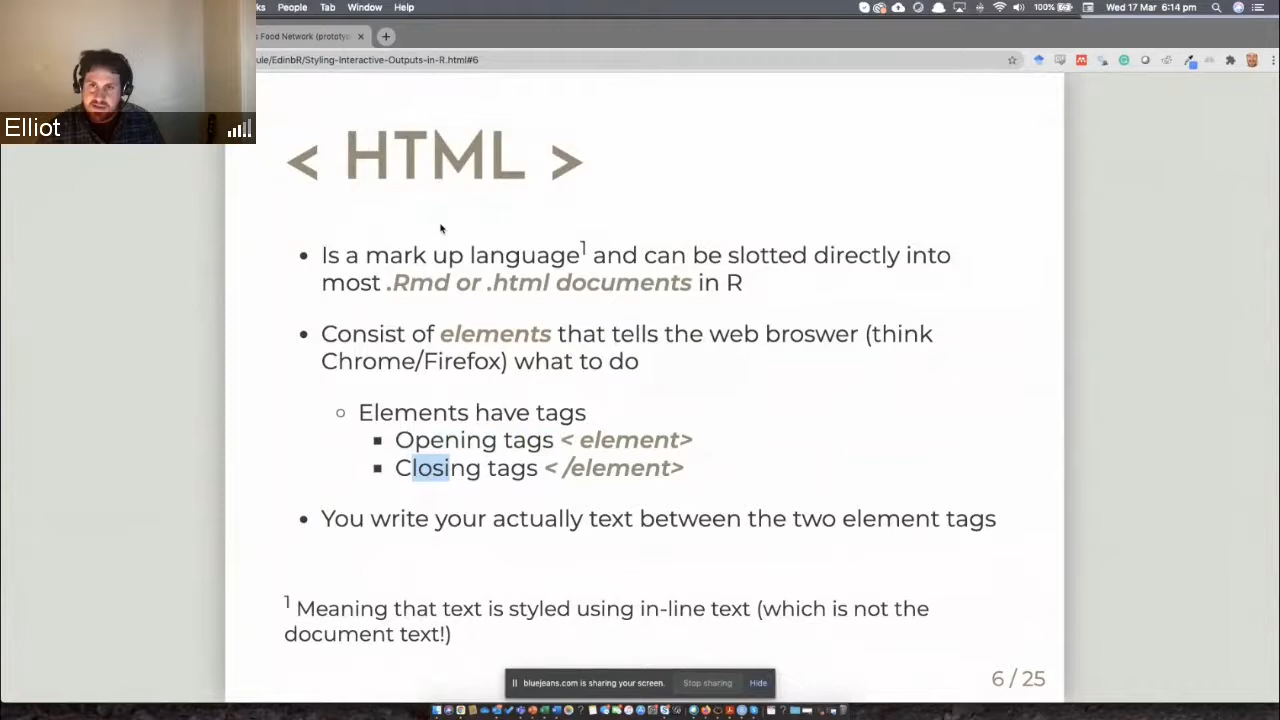 ks People Tab Window Help 100% Wed 17 Mar 6:14 pm
s Food Network (prototyp
ule/EdinbR/Styling-Interactive-Outputs-in-R.html#6
Elliot
< HTML >
• Is a mark up language1 and can be slotted directly into
most .Rmd or .html documents in R
• Consist of elements that tells the web broswer (think
Chrome/Firefox) what to do
○ Elements have tags
▪ Opening tags < element>
▪ Closing tags < /element>
• You write your actually text between the two element tags
1 Meaning that text is styled using in-line text (which is not the
document text!)
bluejeans.com is sharing your screen. Stop sharing Hide
6 / 25